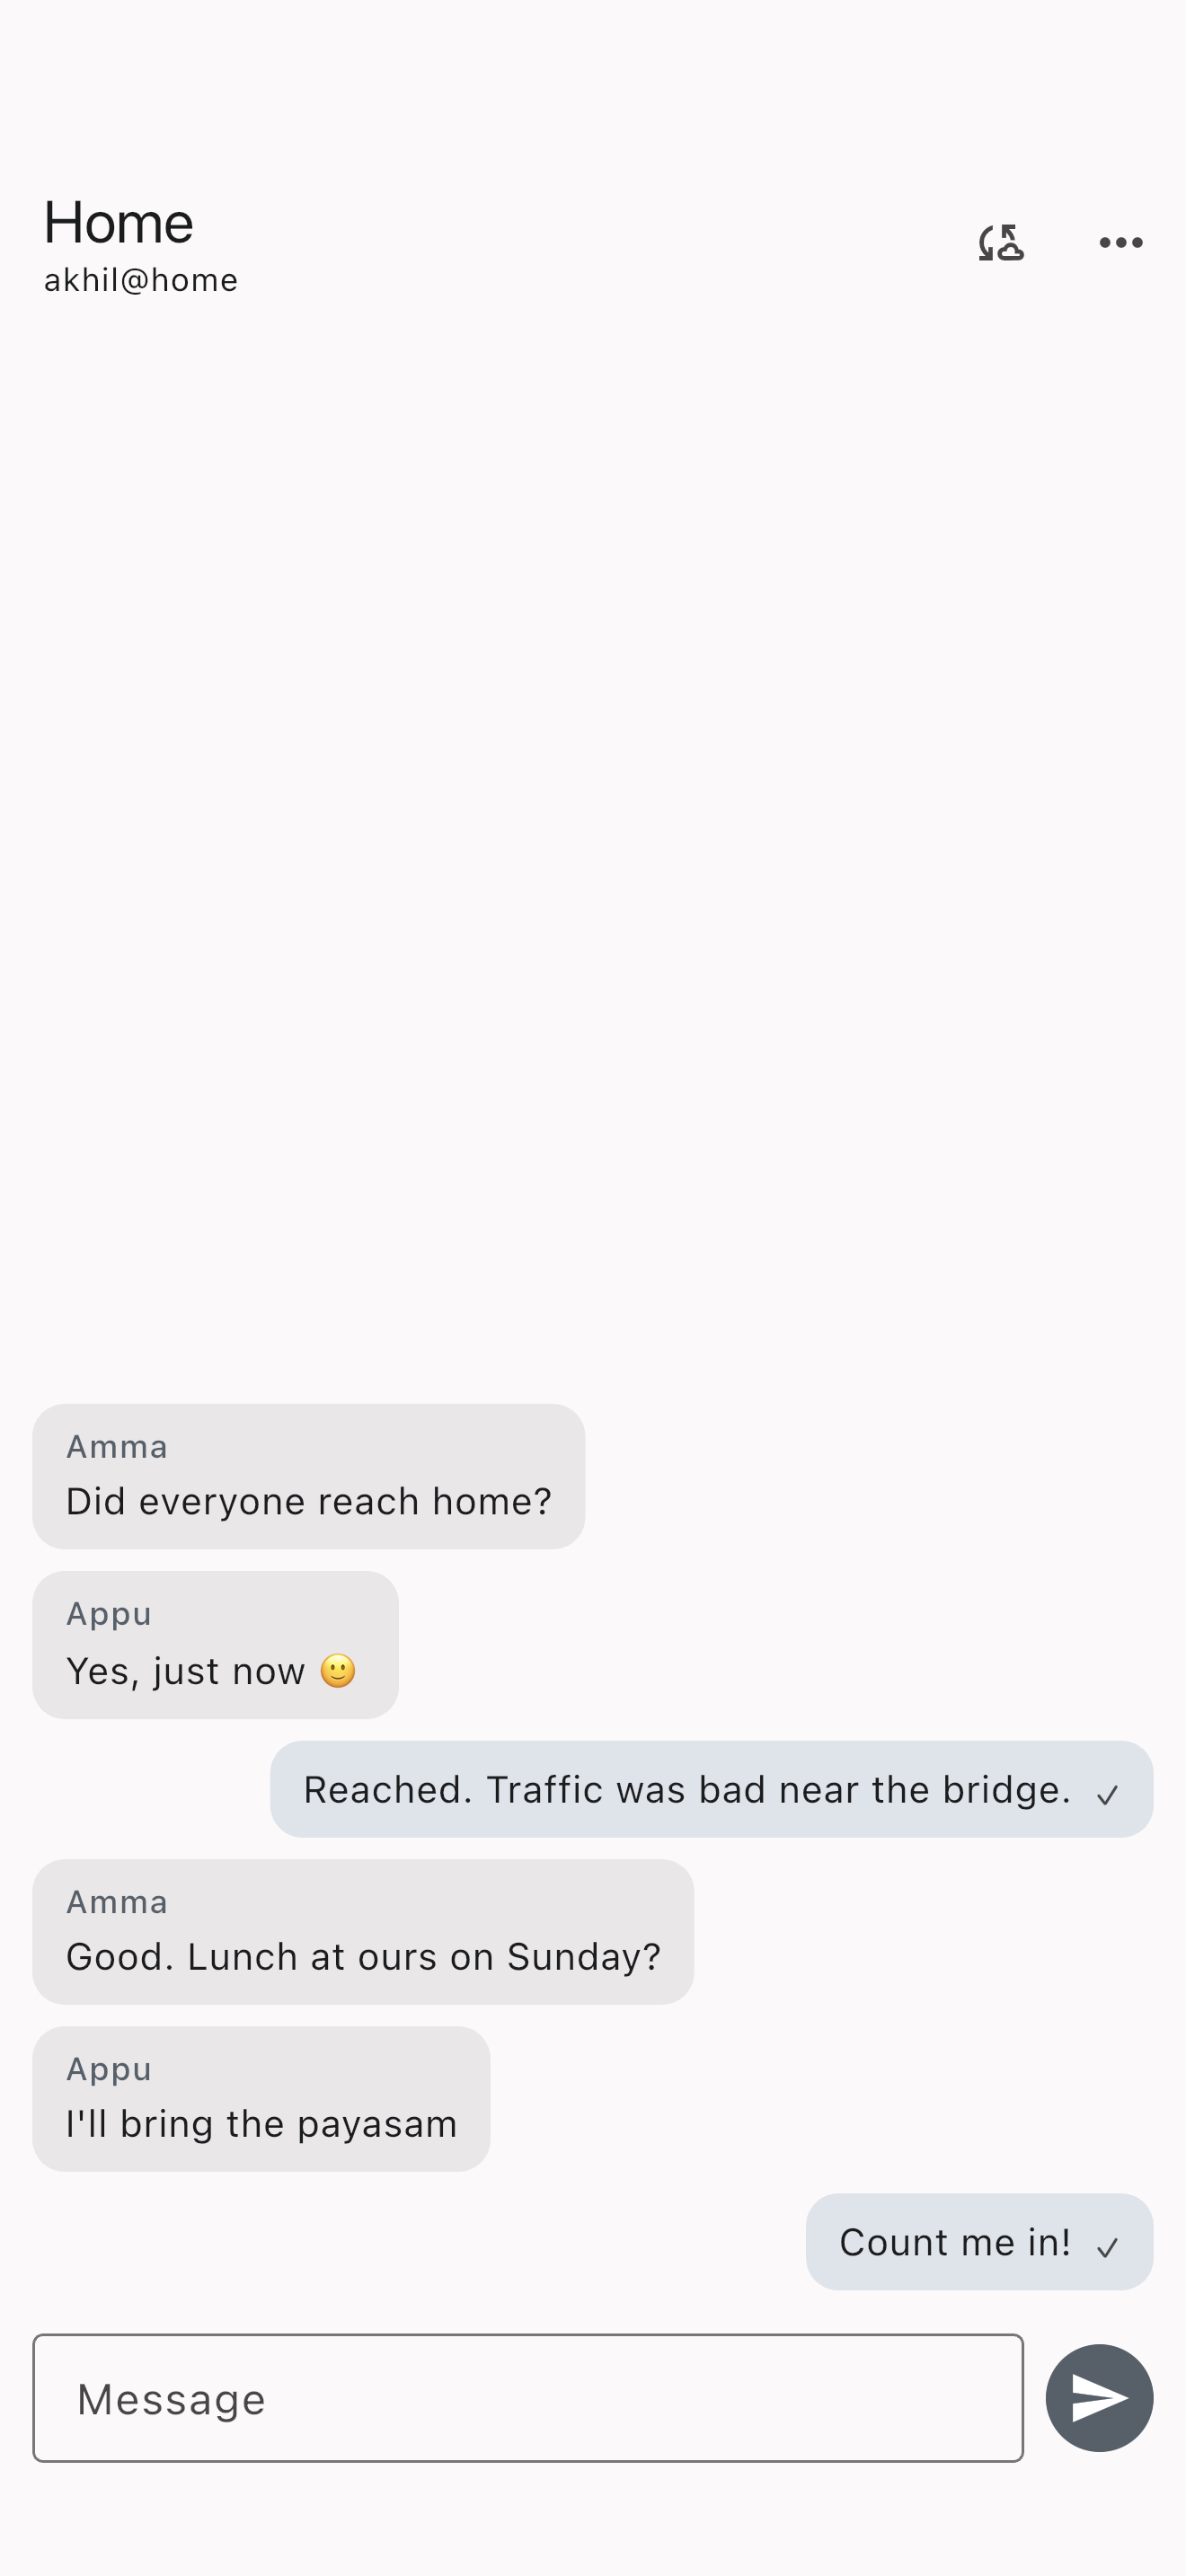 Home
akhil@home
Amma
Did everyone reach home?
Appu
Yes, just now 🙂
Reached. Traffic was bad near the bridge. ✓
Amma
Good. Lunch at ours on Sunday?
Appu
I'll bring the payasam
Count me in! ✓
Message